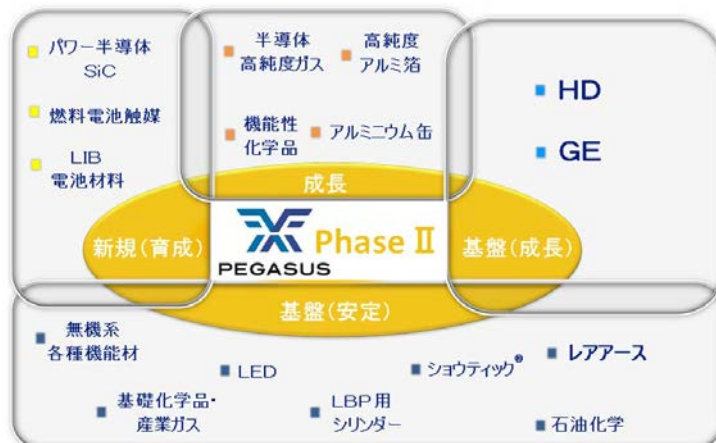 パワー半導体
SiC
燃料電池触媒
LIB
電池材料
半導体
高純度ガス
高純度
アルミ箔
機能性
化学品
アルミニウム缶
HD
GE
成長
新規(育成)
PEGASUS
Phase Ⅱ
基盤(成長)
基盤(安定)
無機系
各種機能材
LED
ショウティック®
レアアース
基礎化学品・
産業ガス
LBP用
シリンダー
石油化学